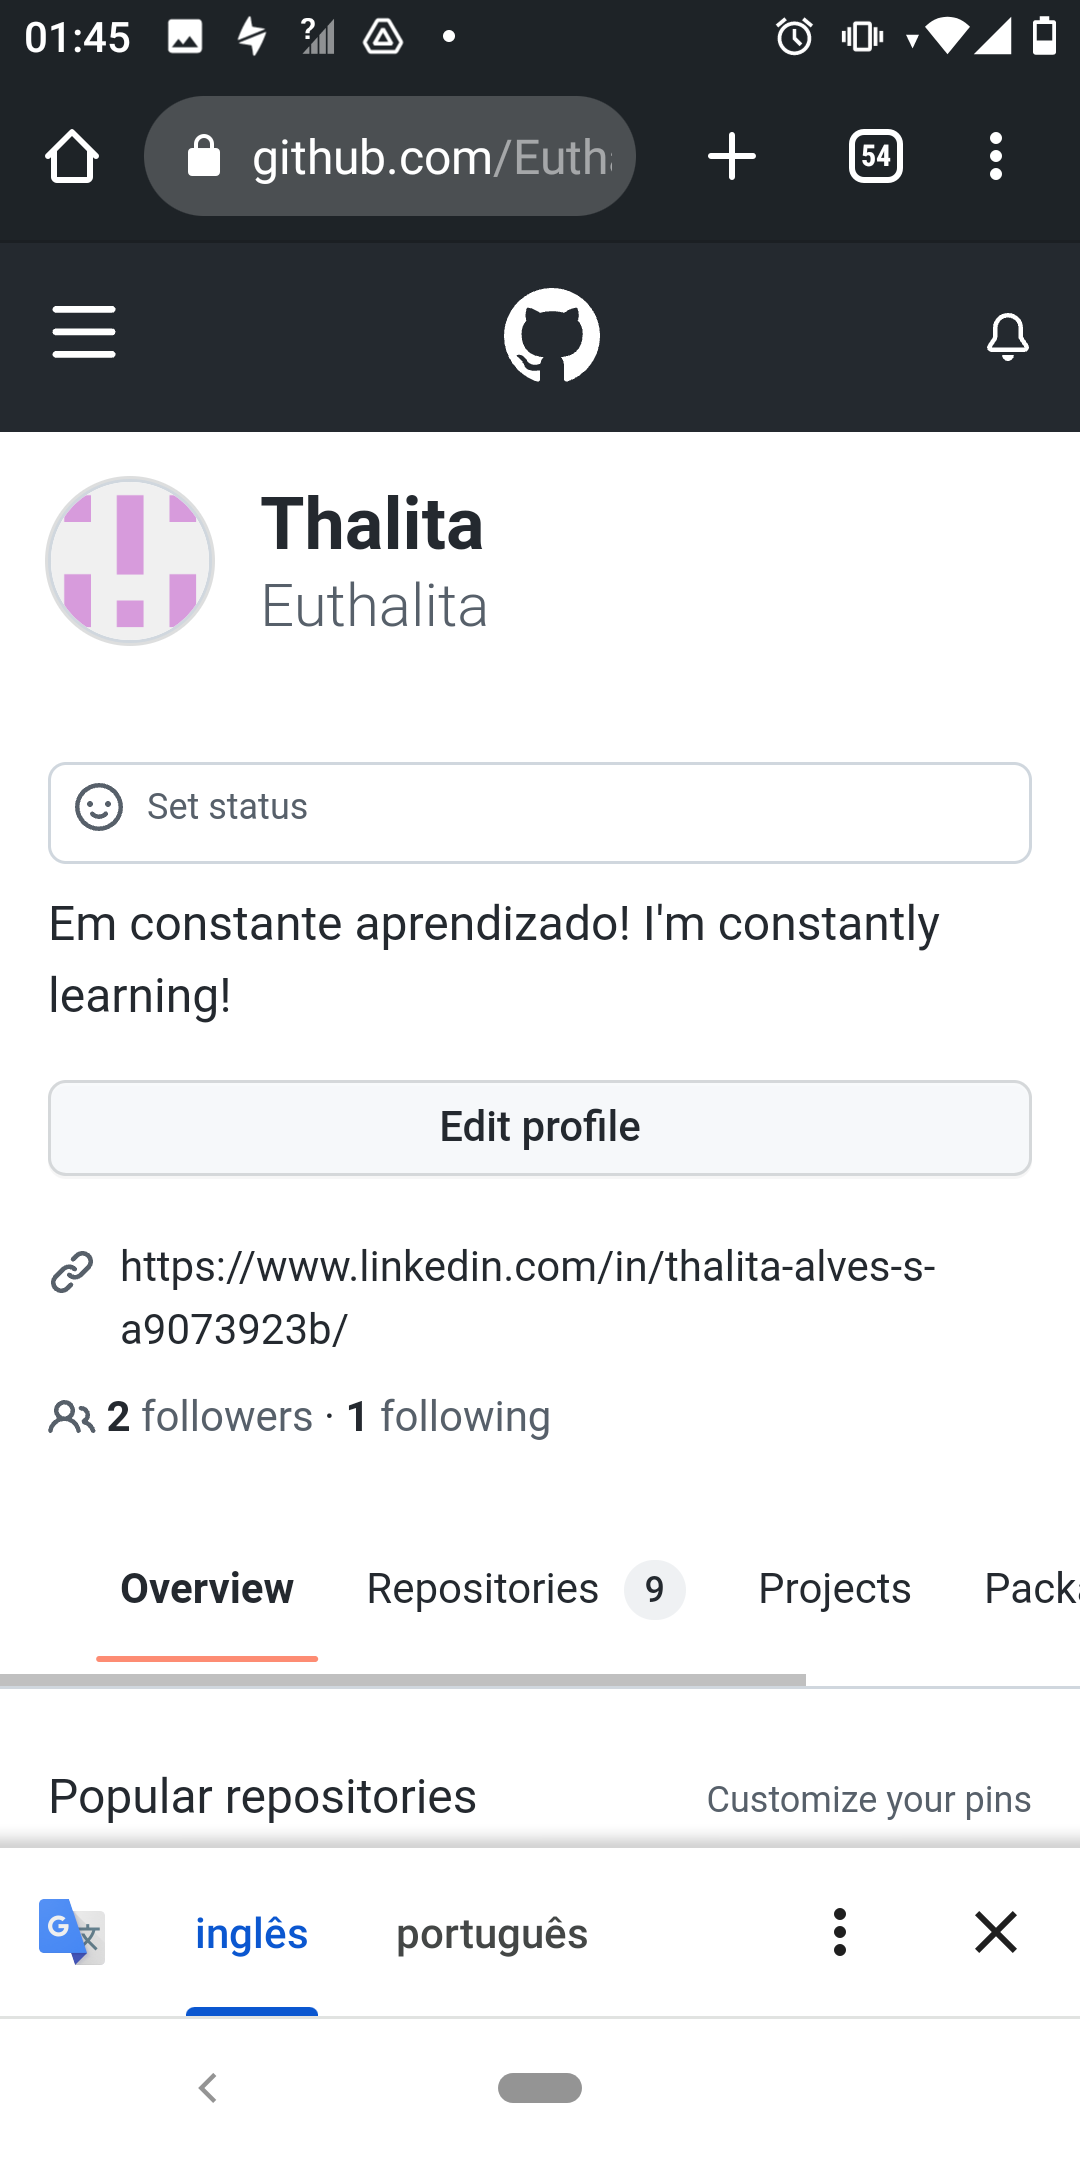 01:45
github.com/Euth
54
Thalita
Euthalita
Set status
Em constante aprendizado! I'm constantly
learning!
Edit profile
https://www.linkedin.com/in/thalita-alves-s-
a9073923b/
2 followers · 1 following
Overview Repositories 9 Projects Pack
Popular repositories Customize your pins
inglês português